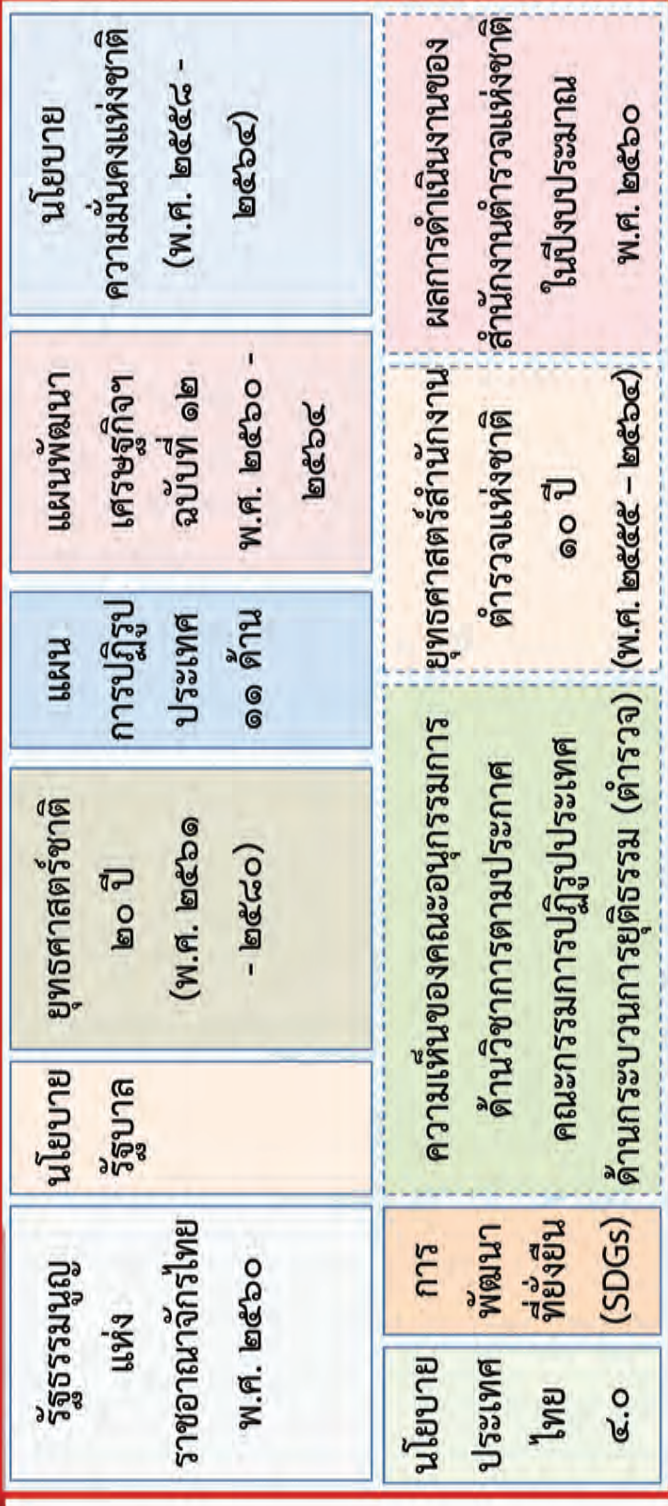 รัฐธรรมนูญ
แห่ง
ราชอาณาจักรไทย
พ.ศ. ๒๕๖๐
นโยบาย
รัฐบาล
ยุทธศาสตร์ชาติ
๒๐ ปี
(พ.ศ. ๒๕๖๑
- ๒๕๘๐)
แผน
การปฏิรูป
ประเทศ
๑๑ ด้าน
แผนพัฒนา
เศรษฐกิจฯ
ฉบับที่ ๑๒
พ.ศ. ๒๕๖๐ -
๒๕๖๔
นโยบาย
ความมั่นคงแห่งชาติ
(พ.ศ. ๒๕๕๘ -
๒๕๖๔)
นโยบาย
ประเทศ
ไทย
๔.๐
การ
พัฒนา
ที่ยั่งยืน
(SDGs)
ความเห็นของคณะอนุกรรมการ
ด้านวิชาการตามประกาศ
คณะกรรมการปฏิรูปประเทศ
ด้านกระบวนการยุติธรรม (ตำรวจ)
ยุทธศาสตร์สำนักงาน
ตำรวจแห่งชาติ
๑๐ ปี
(พ.ศ. ๒๕๕๕ – ๒๕๖๔)
ผลการดำเนินงานของ
สำนักงานตำรวจแห่งชาติ
ในปีงบประมาณ
พ.ศ. ๒๕๖๐